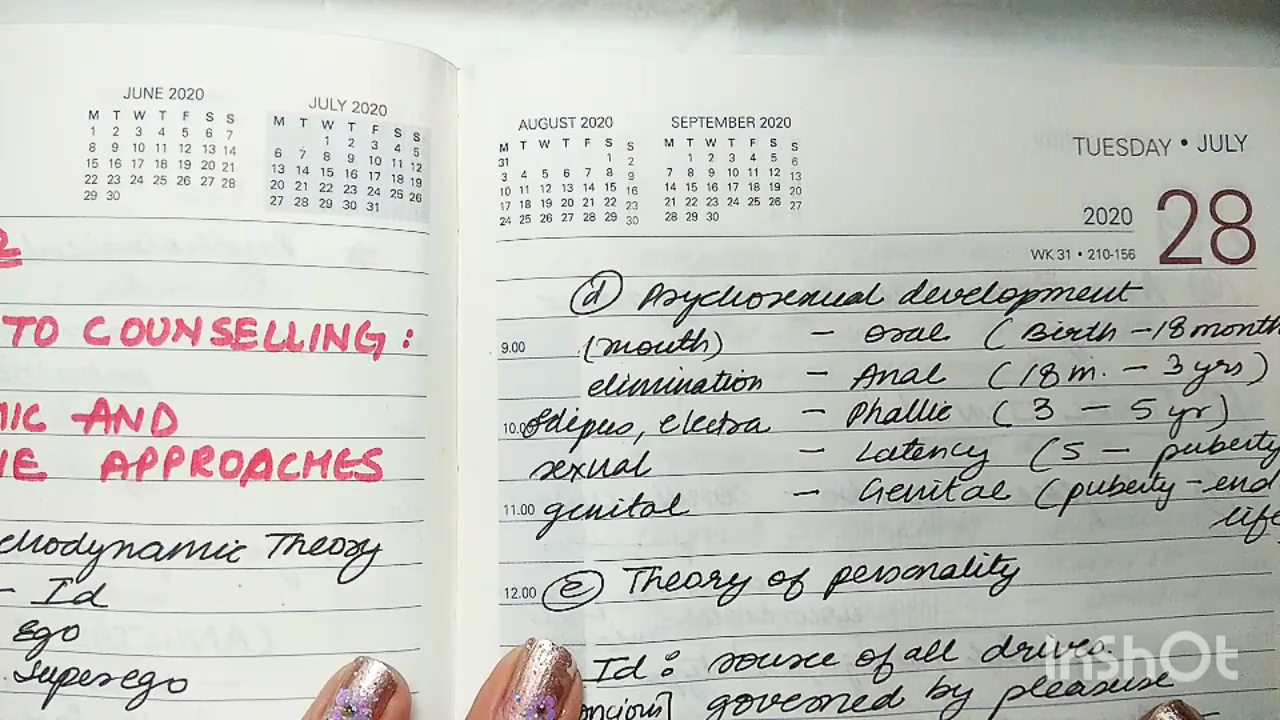 JUNE 2020
M T W T F S S
1 2 3 4 5 6 7
8 9 10 11 12 13 14
15 16 17 18 19 20 21
22 23 24 25 26 27 28
29 30
JULY 2020
M T W T F S S
1 2 3 4 5
6 7 8 9 10 11 12
13 14 15 16 17 18 19
20 21 22 23 24 25 26
27 28 29 30 31
TO COUNSELLING :
MIC AND
APPROACHES
chodynamic Theory
- Id
Ego
Superego
AUGUST 2020
M T W T F S S
31 1 2
3 4 5 6 7 8 9
10 11 12 13 14 15 16
17 18 19 20 21 22 23
24 25 26 27 28 29 30
SEPTEMBER 2020
M T W T F S S
1 2 3 4 5 6
7 8 9 10 11 12 13
14 15 16 17 18 19 20
21 22 23 24 25 26 27
28 29 30
TUESDAY • JULY
2020 28
WK 31 • 210-156
(d) Psychosexual development
9.00 (mouth) - Oral (Birth - 18 month
elimination - Anal (18 m. - 3 yrs)
10.00 Edipus, electra - Phallic (3 - 5 yr)
sexual - Latency (5 - puberty
11.00 genital - Genital (puberty - end
life
12.00 (e) Theory of personality
Id : source of all drives.
governed by pleasure
InShOt